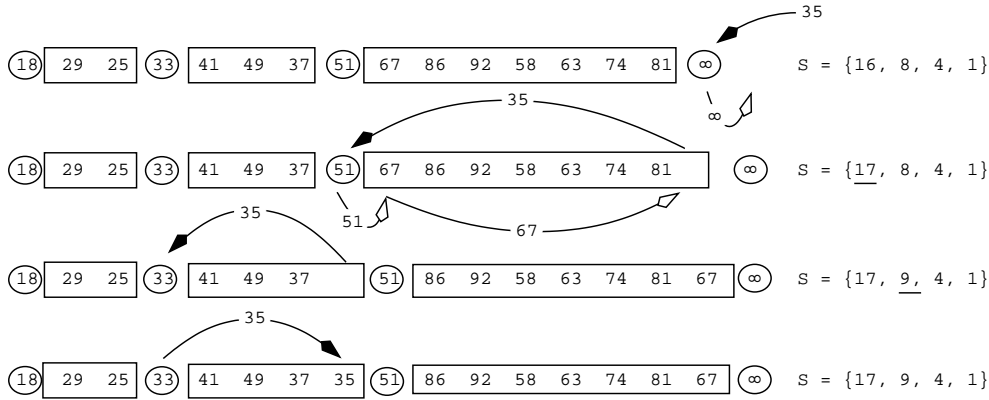 35
18 29 25 33 41 49 37 51 67 86 92 58 63 74 81 ∞ S = {16, 8, 4, 1}
∞
35
18 29 25 33 41 49 37 51 67 86 92 58 63 74 81 ∞ S = {17, 8, 4, 1}
51
67
35
18 29 25 33 41 49 37 51 86 92 58 63 74 81 67 ∞ S = {17, 9, 4, 1}
35
18 29 25 33 41 49 37 35 51 86 92 58 63 74 81 67 ∞ S = {17, 9, 4, 1}